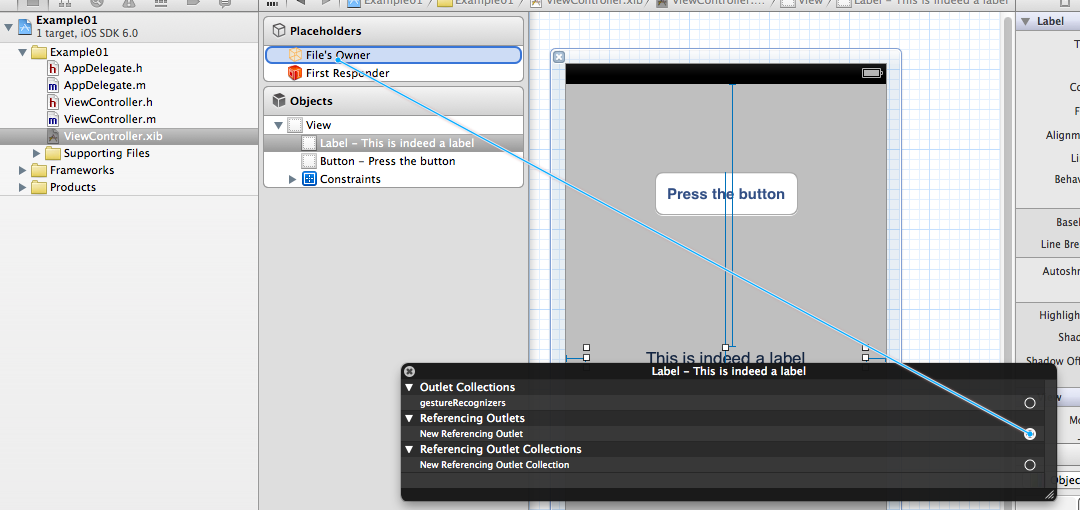 Example01
1 target, iOS SDK 6.0
Example01
AppDelegate.h
AppDelegate.m
ViewController.h
ViewController.m
ViewController.xib
Supporting Files
Frameworks
Products
Placeholders
File's Owner
First Responder
Objects
View
Label – This is indeed a label
Button – Press the button
Constraints
Example01 Example01 ViewController.xib ViewController.… View Label – This is indeed a label
Press the button
This is indeed a label
Label – This is indeed a label
Outlet Collections
gestureRecognizers
Referencing Outlets
New Referencing Outlet
Referencing Outlet Collections
New Referencing Outlet Collection
Label
Alignm
Li
Behav
Basel
Line Bre
Autoshr
Highlig
Shad
Shadow Off